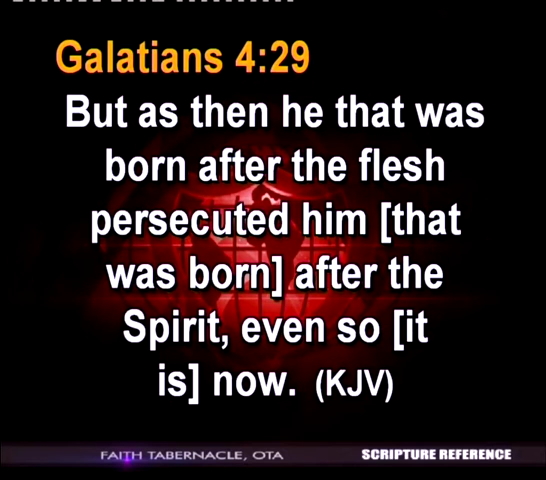 Galatians 4:29
But as then he that was
born after the flesh
persecuted him [that
was born] after the
Spirit, even so [it
is] now. (KJV)
FAITH TABERNACLE, OTA
SCRIPTURE REFERENCE